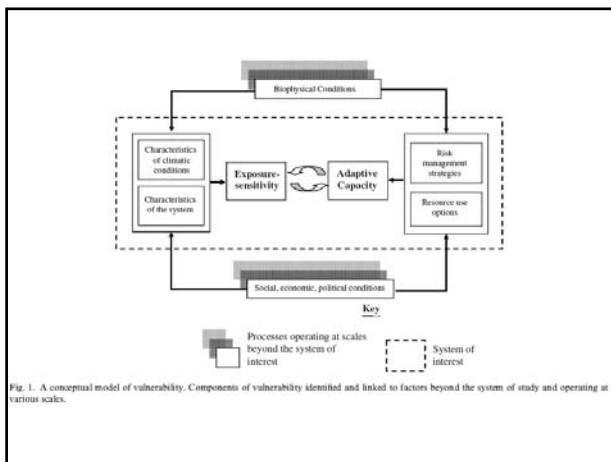 Biophysical Conditions
Characteristics
of climatic
conditions
Characteristics
of the system
Exposure-
sensitivity
Adaptive
Capacity
Risk
management
strategies
Resource use
options
Social, economic, political conditions
Key
Processes operating at scales
beyond the system of
interest
System of
interest
Fig. 1. A conceptual model of vulnerability. Components of vulnerability identified and linked to factors beyond the system of study and operating at
various scales.